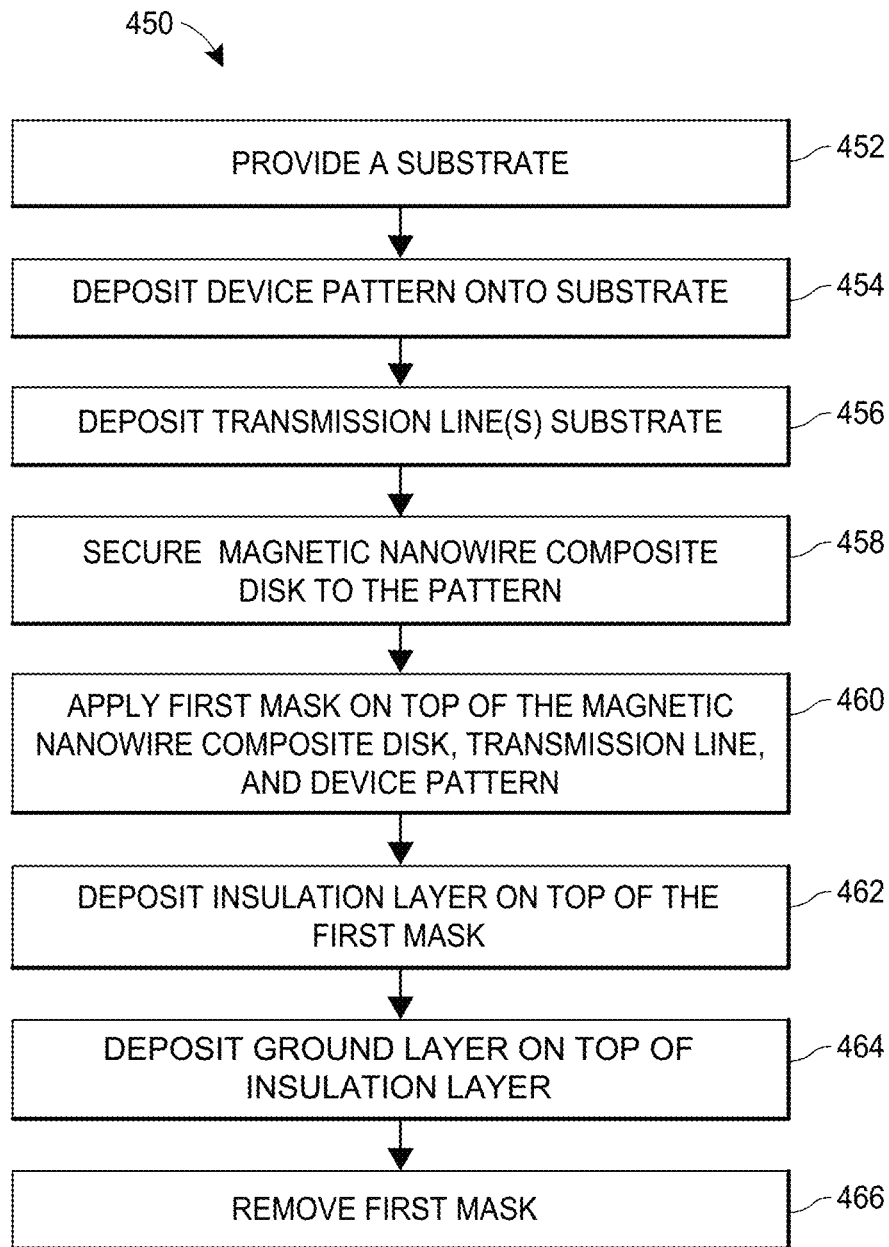 450
PROVIDE A SUBSTRATE
452
DEPOSIT DEVICE PATTERN ONTO SUBSTRATE
454
DEPOSIT TRANSMISSION LINE(S) SUBSTRATE
456
SECURE MAGNETIC NANOWIRE COMPOSITE
DISK TO THE PATTERN
458
APPLY FIRST MASK ON TOP OF THE MAGNETIC
NANOWIRE COMPOSITE DISK, TRANSMISSION LINE,
AND DEVICE PATTERN
460
DEPOSIT INSULATION LAYER ON TOP OF THE
FIRST MASK
462
DEPOSIT GROUND LAYER ON TOP OF
INSULATION LAYER
464
REMOVE FIRST MASK
466